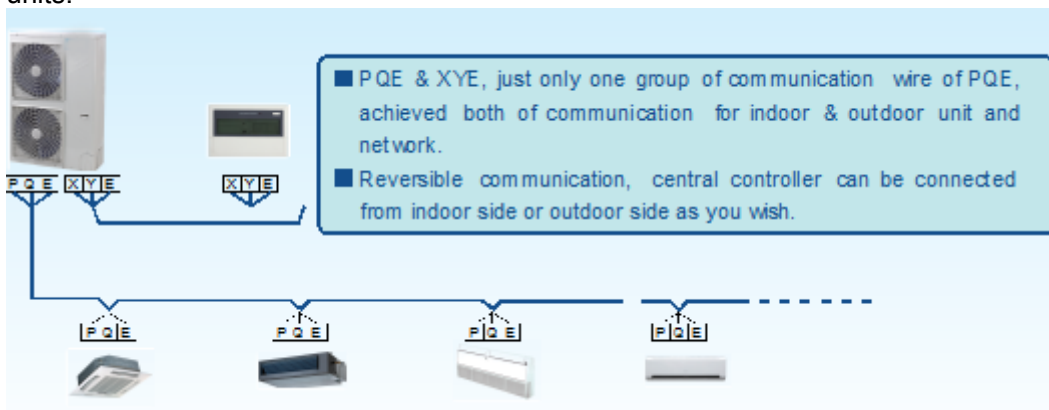 units.
■ PQE & XYE, just only one group of communication wire of PQE,
achieved both of communication for indoor & outdoor unit and
network.
■ Reversible communication, central controller can be connected
from indoor side or outdoor side as you wish.
P Q E X Y E X Y E
P Q E P Q E P Q E P Q E